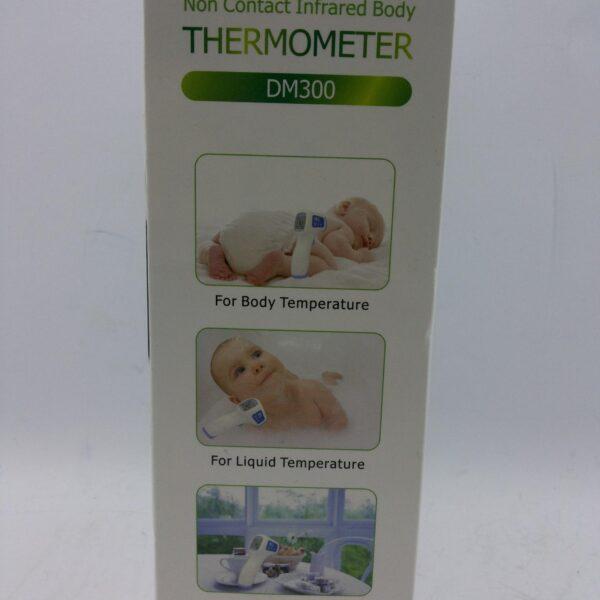 Non Contact Infrared Body
THERMOMETER
DM300
For Body Temperature
For Liquid Temperature